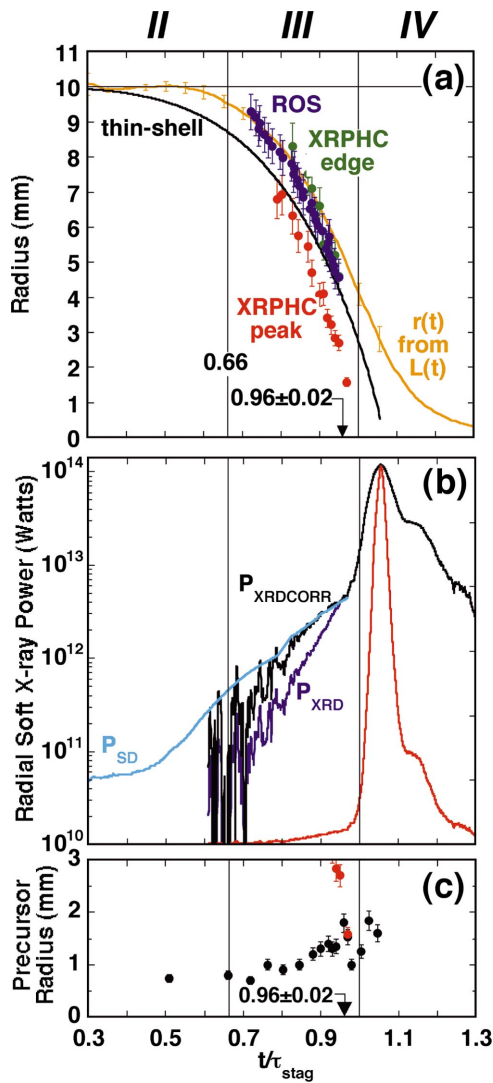 II III IV
(a)
11
10
9
8
7
6
5
4
3
2
1
0
Radius (mm)
thin-shell
ROS
XRPHC
edge
XRPHC
peak
r(t)
from
L(t)
0.66
0.96±0.02
(b)
10^14
10^13
10^12
10^11
10^10
Radial Soft X-ray Power (Watts)
P_XRDCORR
P_XRD
P_SD
(c)
3
2
1
0
Precursor
Radius (mm)
0.96±0.02
0.3 0.5 0.7 0.9 1.1 1.3
t/τ_stag